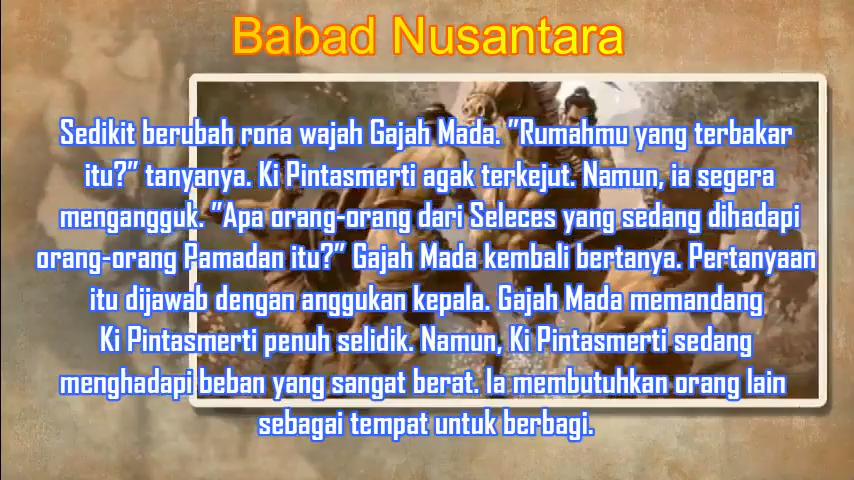 Babad Nusantara
Sedikit berubah rona wajah Gajah Mada. "Rumahmu yang terbakar
itu?" tanyanya. Ki Pintasmerti agak terkejut. Namun, ia segera
mengangguk. "Apa orang-orang dari Seleces yang sedang dihadapi
orang-orang Pamadan itu?" Gajah Mada kembali bertanya. Pertanyaan
itu dijawab dengan anggukan kepala. Gajah Mada memandang
Ki Pintasmerti penuh selidik. Namun, Ki Pintasmerti sedang
menghadapi beban yang sangat berat. Ia membutuhkan orang lain
sebagai tempat untuk berbagi.